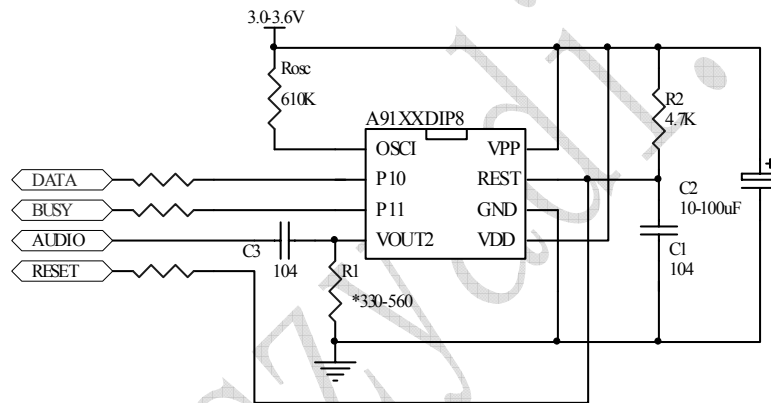 3.0-3.6V
Rosc
610K
A91XXDIP8
OSCI
VPP
P10
REST
P11
GND
VOUT2
VDD
DATA
BUSY
AUDIO
RESET
C3
104
R1
*330-560
R2
4.7K
C2
10-100uF
+
C1
104